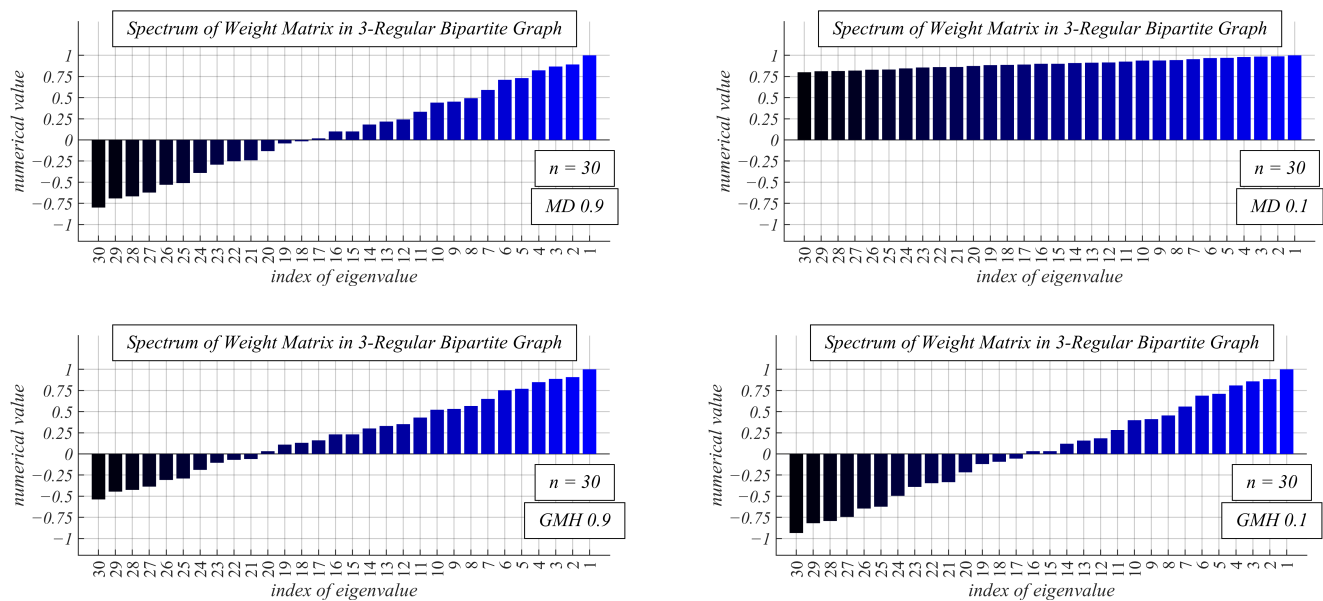 Spectrum of Weight Matrix in 3-Regular Bipartite Graph
numerical value
1
0.75
0.5
0.25
0
−0.25
−0.5
−0.75
−1
n = 30
MD 0.9
30 29 28 27 26 25 24 23 22 21 20 19 18 17 16 15 14 13 12 11 10 9 8 7 6 5 4 3 2 1
index of eigenvalue
Spectrum of Weight Matrix in 3-Regular Bipartite Graph
numerical value
1
0.75
0.5
0.25
0
−0.25
−0.5
−0.75
−1
n = 30
MD 0.1
30 29 28 27 26 25 24 23 22 21 20 19 18 17 16 15 14 13 12 11 10 9 8 7 6 5 4 3 2 1
index of eigenvalue
Spectrum of Weight Matrix in 3-Regular Bipartite Graph
numerical value
1
0.75
0.5
0.25
0
−0.25
−0.5
−0.75
−1
n = 30
GMH 0.9
30 29 28 27 26 25 24 23 22 21 20 19 18 17 16 15 14 13 12 11 10 9 8 7 6 5 4 3 2 1
index of eigenvalue
Spectrum of Weight Matrix in 3-Regular Bipartite Graph
numerical value
1
0.75
0.5
0.25
0
−0.25
−0.5
−0.75
−1
n = 30
GMH 0.1
30 29 28 27 26 25 24 23 22 21 20 19 18 17 16 15 14 13 12 11 10 9 8 7 6 5 4 3 2 1
index of eigenvalue